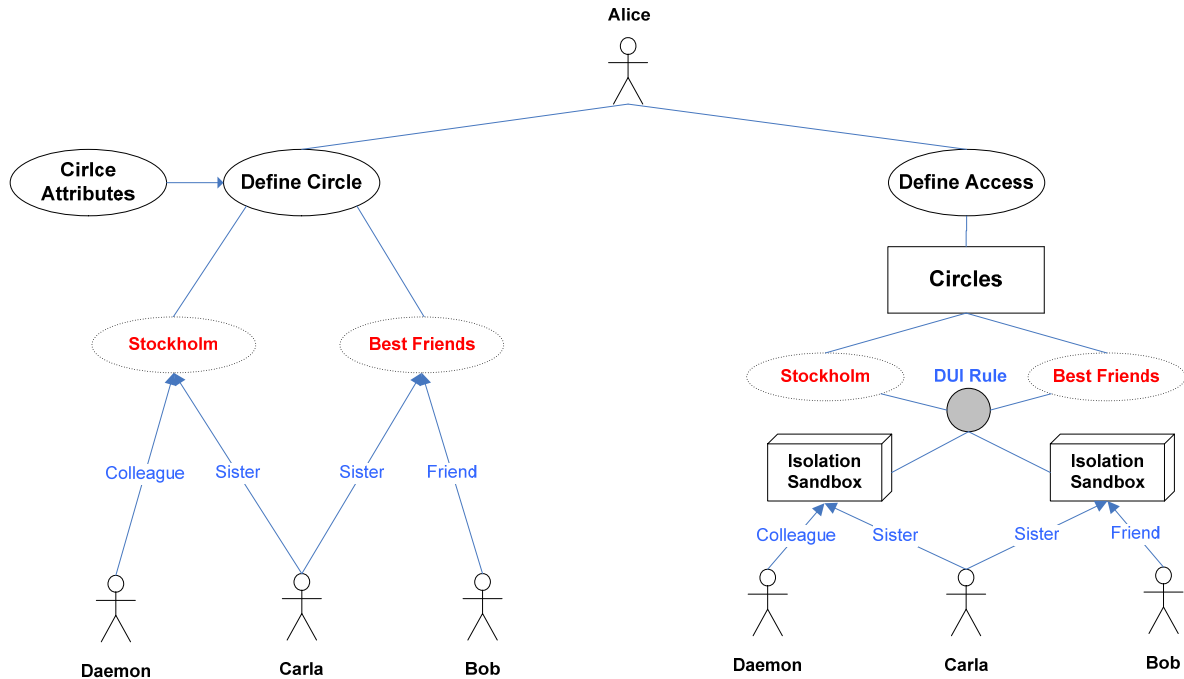 Alice
Cirlce
Attributes
Define Circle
Define Access
Circles
Stockholm
Best Friends
Stockholm
DUI Rule
Best Friends
Colleague
Sister
Sister
Friend
Isolation
Sandbox
Isolation
Sandbox
Colleague
Sister
Sister
Friend
Daemon
Carla
Bob
Daemon
Carla
Bob